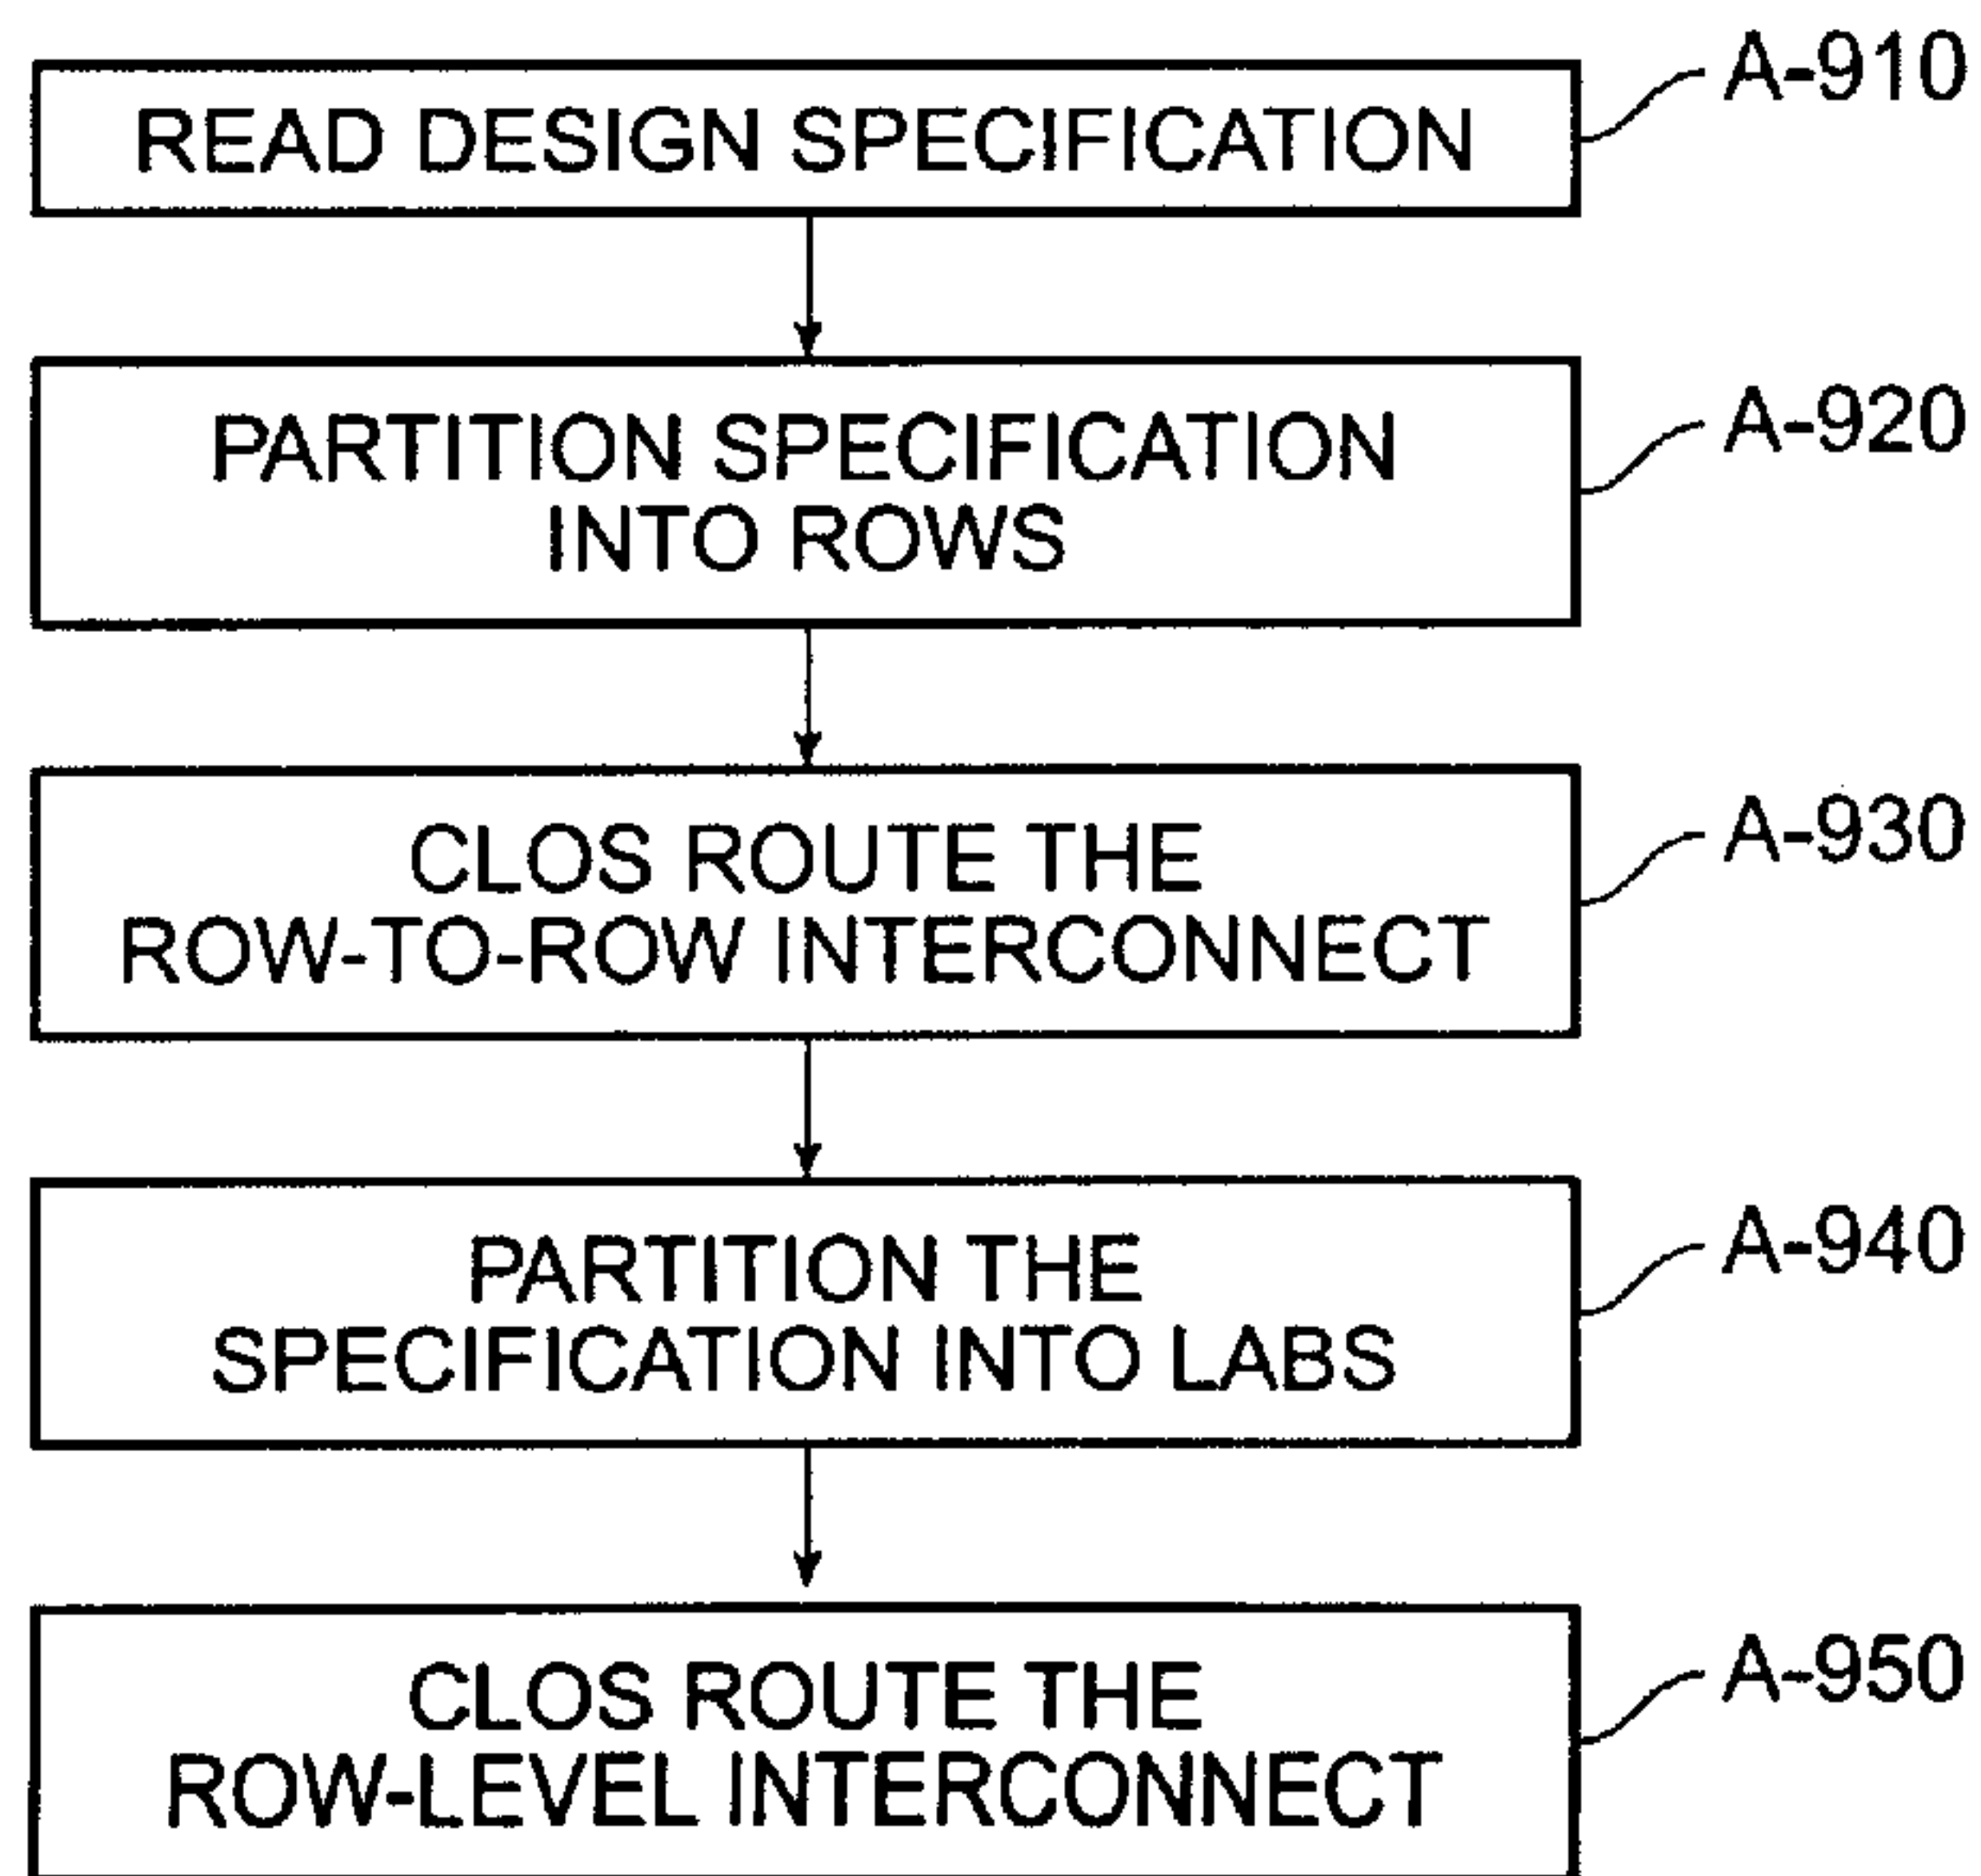 READ DESIGN SPECIFICATION
A-910
PARTITION SPECIFICATION
INTO ROWS
A-920
CLOS ROUTE THE
ROW-TO-ROW INTERCONNECT
A-930
PARTITION THE
SPECIFICATION INTO LABS
A-940
CLOS ROUTE THE
ROW-LEVEL INTERCONNECT
A-950